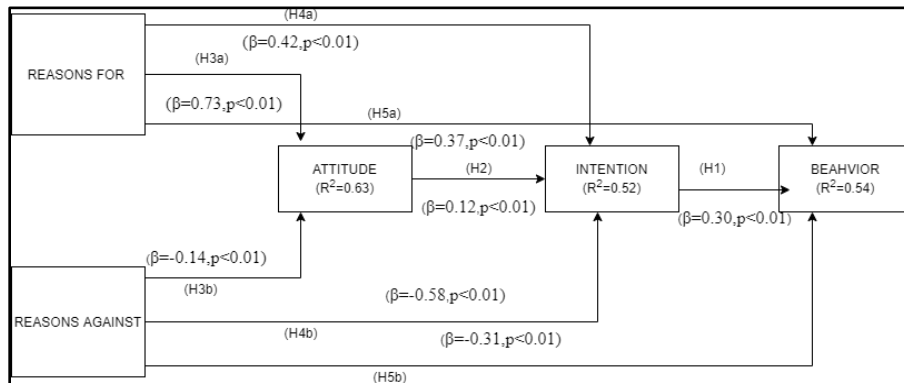 (H4a)
(β=0.42,p<0.01)
(H3a)
REASONS FOR
(β=0.73,p<0.01)
(H5a)
(β=0.37,p<0.01)
ATTITUDE
(R²=0.63)
(H2)
(β=0.12,p<0.01)
INTENTION
(R²=0.52)
(H1)
(β=0.30,p<0.01)
BEAHVIOR
(R²=0.54)
(β=-0.14,p<0.01)
(H3b)
REASONS AGAINST
(β=-0.58,p<0.01)
(H4b)
(β=-0.31,p<0.01)
(H5b)